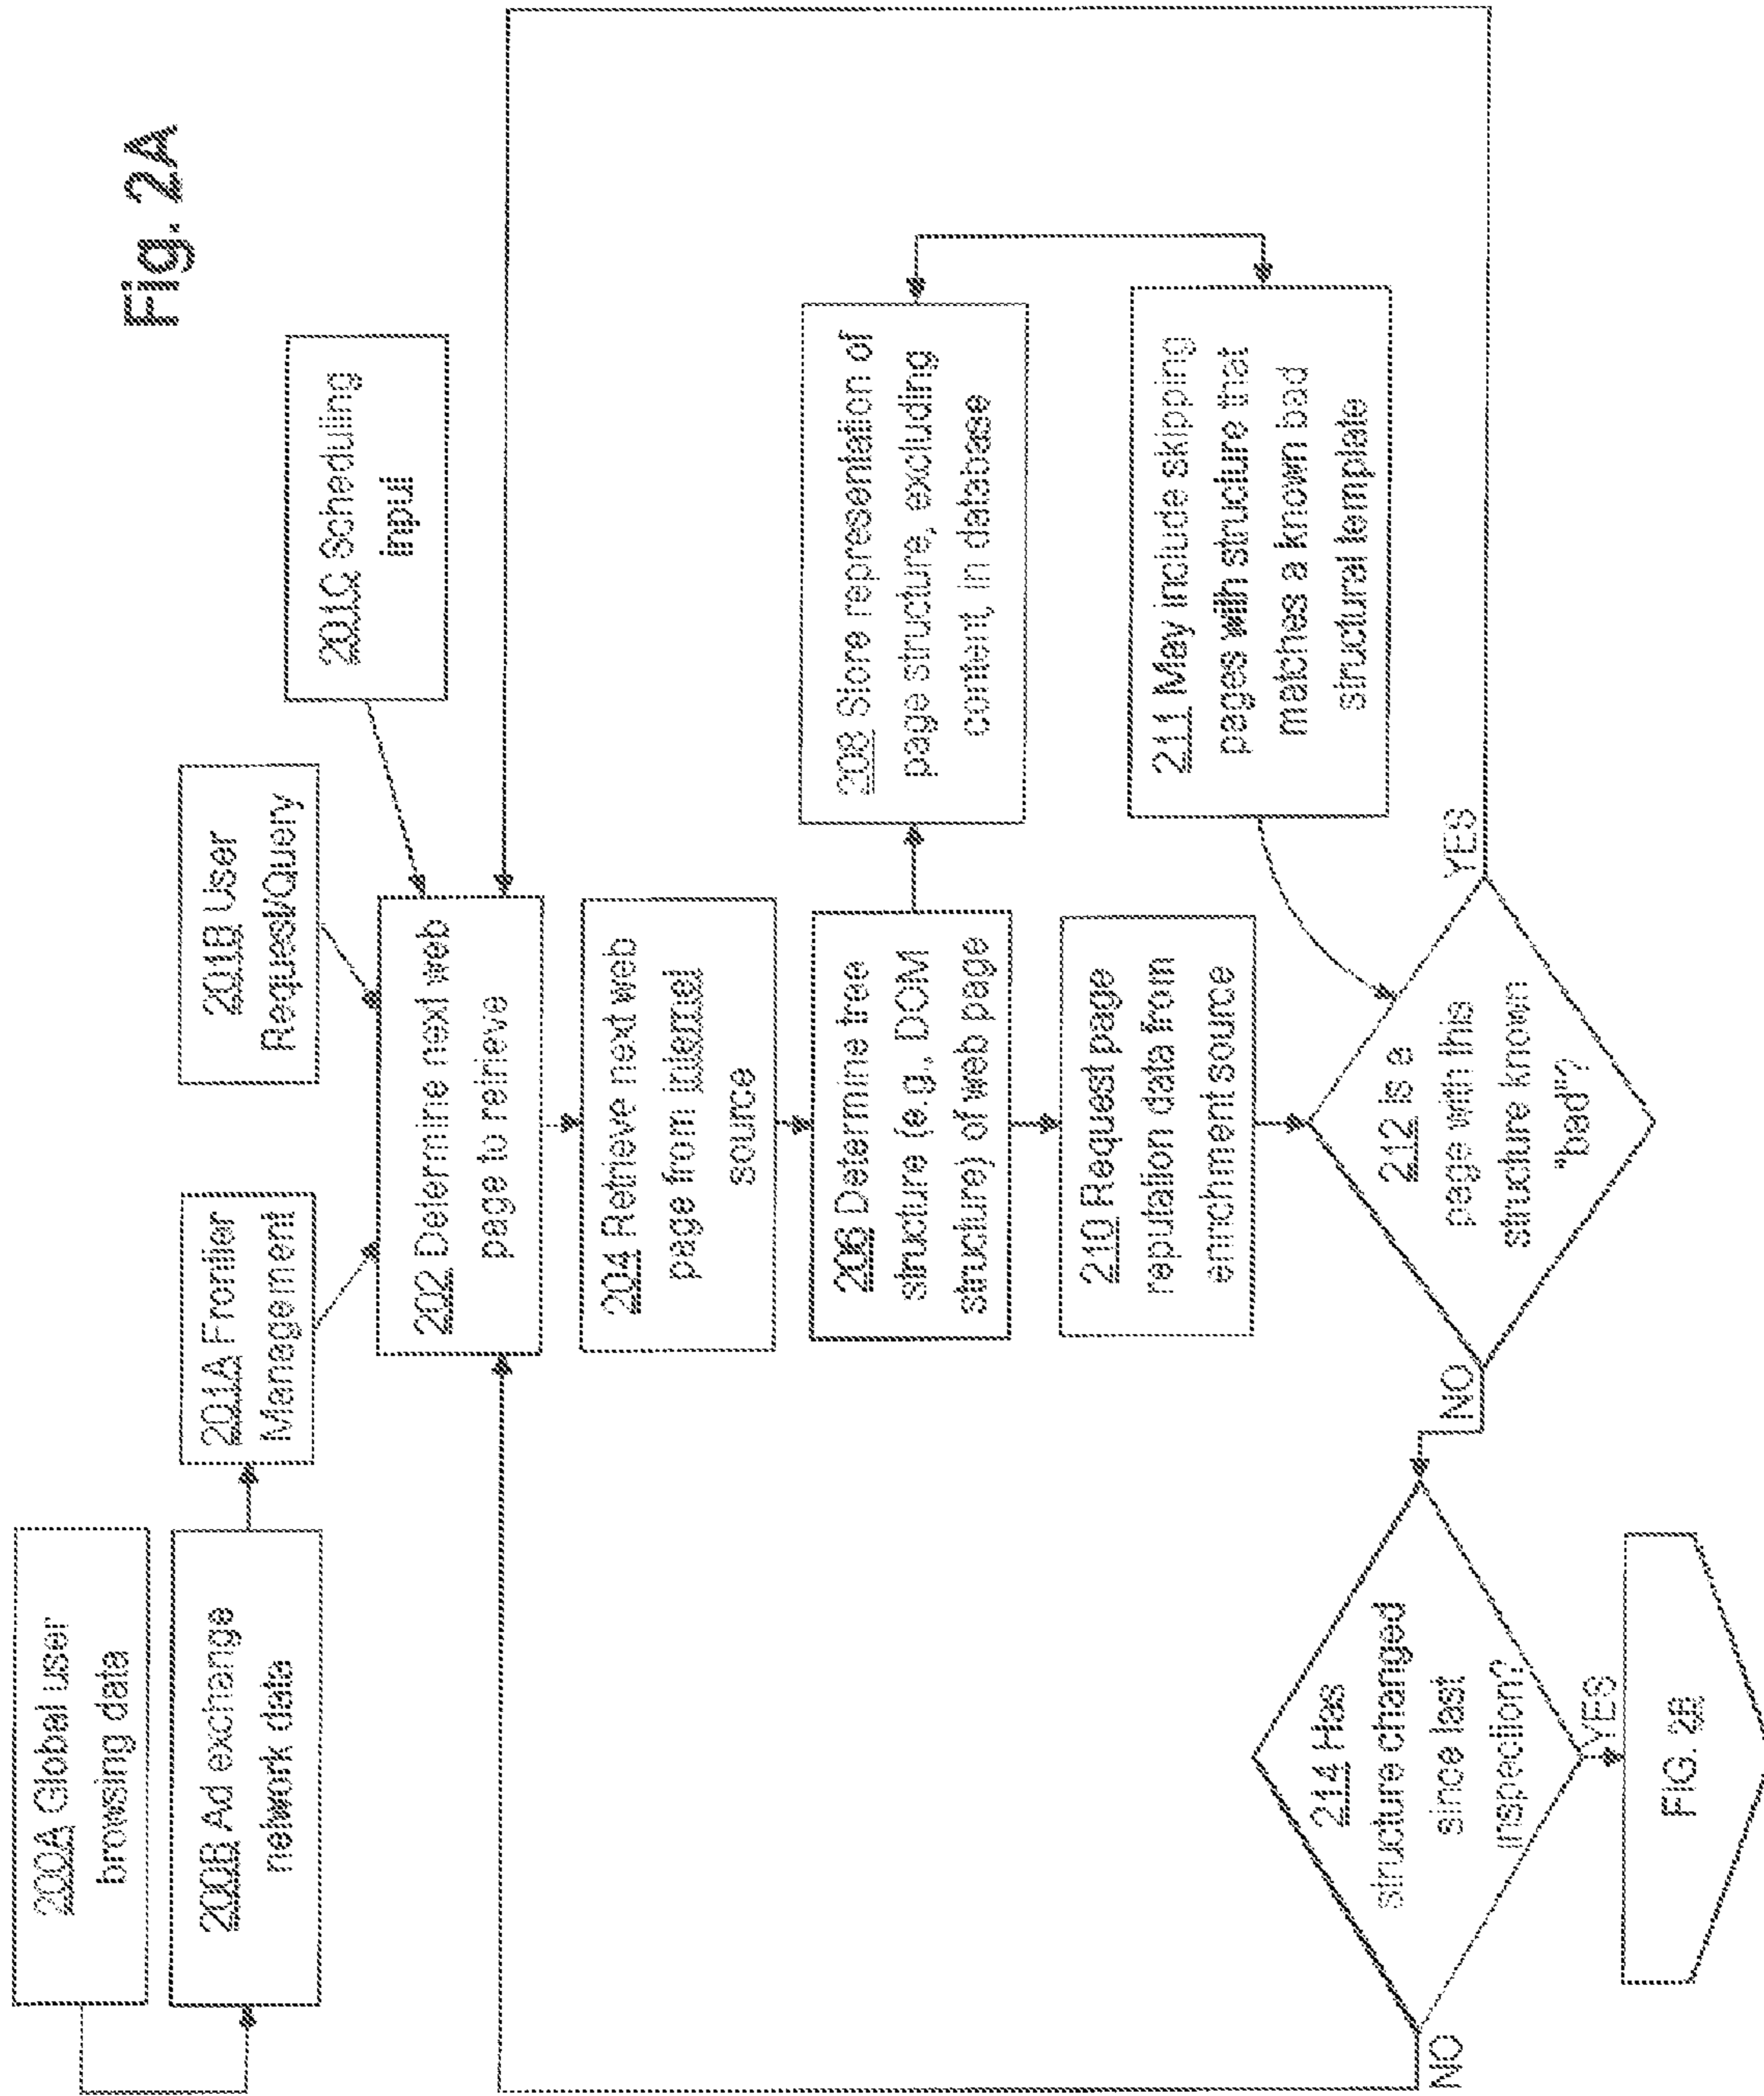 Fig. 2A
200A Global user
browsing data
200B Ad exchange
network data
201A Frontier
Management
201B User
Request/Query
201C Scheduling
input
202 Determine next web
page to retrieve
204 Retrieve next web
page from internet
source
206 Determine tree
structure (e.g., DOM
structure) of web page
208 Store representation of
page structure, excluding
content, in database
210 Request page
reputation data from
enrichment source
211 May include skipping
pages with structure that
matches a known bad
structural template
212 Is a
page with this
structure known
"bad"?
YES
NO
214 Has
structure changed
since last
inspection?
NO
YES
FIG. 2B